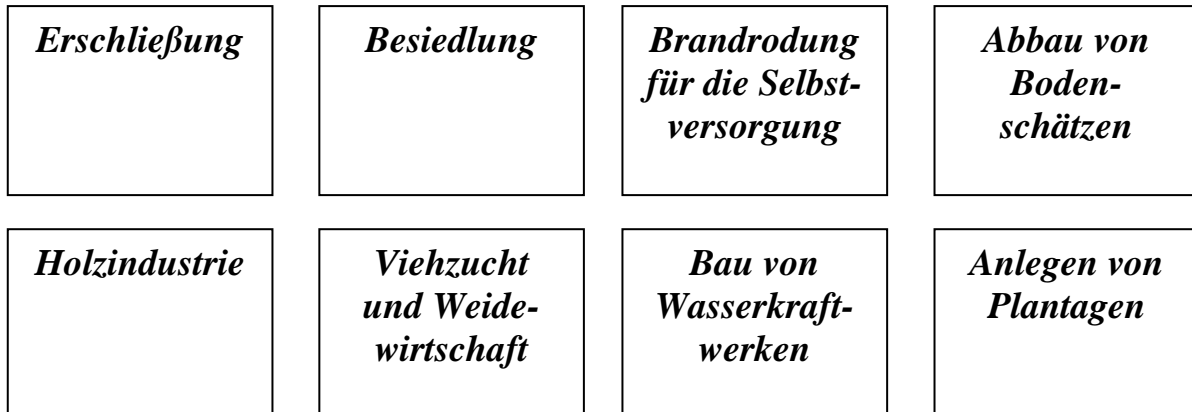 Erschließung
Besiedlung
Brandrodung
für die Selbst-
versorgung
Abbau von
Boden-
schätzen
Holzindustrie
Viehzucht
und Weide-
wirtschaft
Bau von
Wasserkraft-
werken
Anlegen von
Plantagen